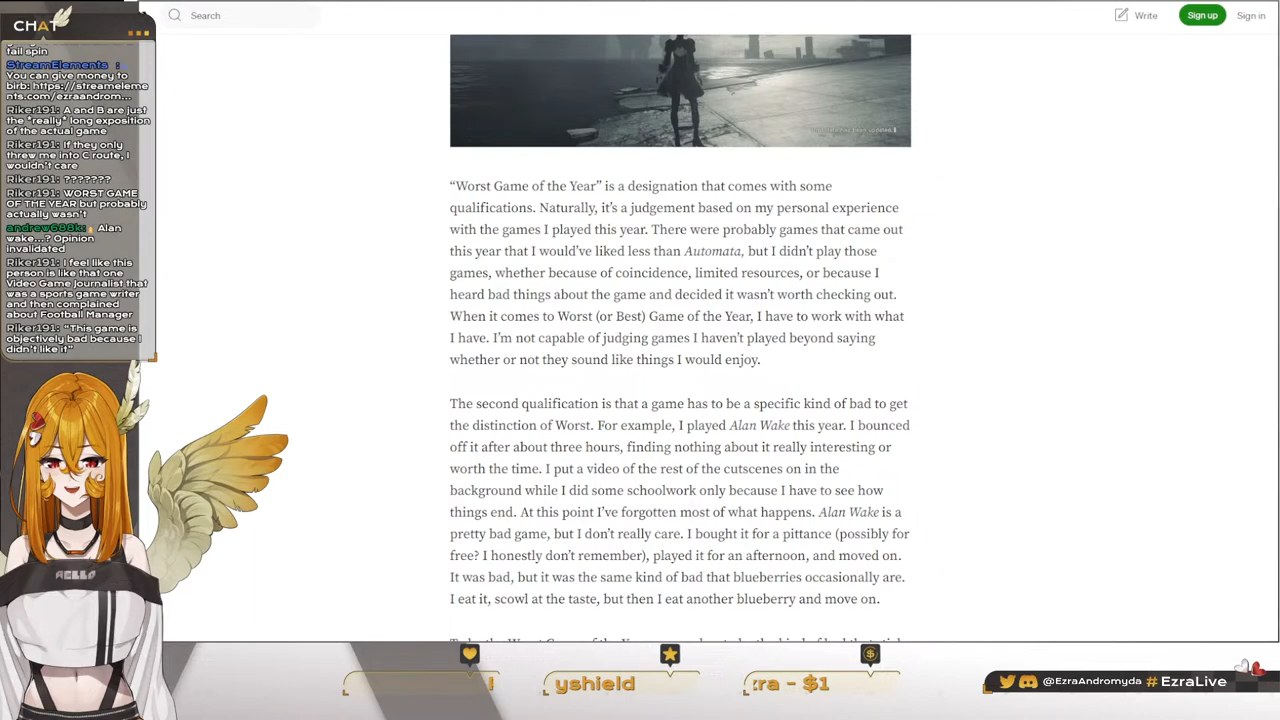 CHAT
fail spin
StreamElements :
You can give money to
birb: https://streameleme
nts.com/ezraandrom...
Riker191: A and B are just
the *really* long exposition
of the actual game
Riker191: If they only
threw me into C route, I
wouldn't care
Riker191: ???????
Riker191: WORST GAME
OF THE YEAR but probably
actually wasn't
andrew688k: Alan
wake...? Opinion
invalidated
Riker191: I feel like this
person is like that one
Video Game Journalist that
was a sports game writer
and then complained
about Football Manager
Riker191: "This game is
objectively bad because I
didn't like it"
Search
Write
Sign up
Sign in
has been updated.
“Worst Game of the Year” is a designation that comes with some
qualifications. Naturally, it’s a judgement based on my personal experience
with the games I played this year. There were probably games that came out
this year that I would’ve liked less than Automata, but I didn’t play those
games, whether because of coincidence, limited resources, or because I
heard bad things about the game and decided it wasn’t worth checking out.
When it comes to Worst (or Best) Game of the Year, I have to work with what
I have. I’m not capable of judging games I haven’t played beyond saying
whether or not they sound like things I would enjoy.
The second qualification is that a game has to be a specific kind of bad to get
the distinction of Worst. For example, I played Alan Wake this year. I bounced
off it after about three hours, finding nothing about it really interesting or
worth the time. I put a video of the rest of the cutscenes on in the
background while I did some schoolwork only because I have to see how
things end. At this point I’ve forgotten most of what happens. Alan Wake is a
pretty bad game, but I don’t really care. I bought it for a pittance (possibly for
free? I honestly don’t remember), played it for an afternoon, and moved on.
It was bad, but it was the same kind of bad that blueberries occasionally are.
I eat it, scowl at the taste, but then I eat another blueberry and move on.
yshield
ra - $1
@EzraAndromyda # EzraLive